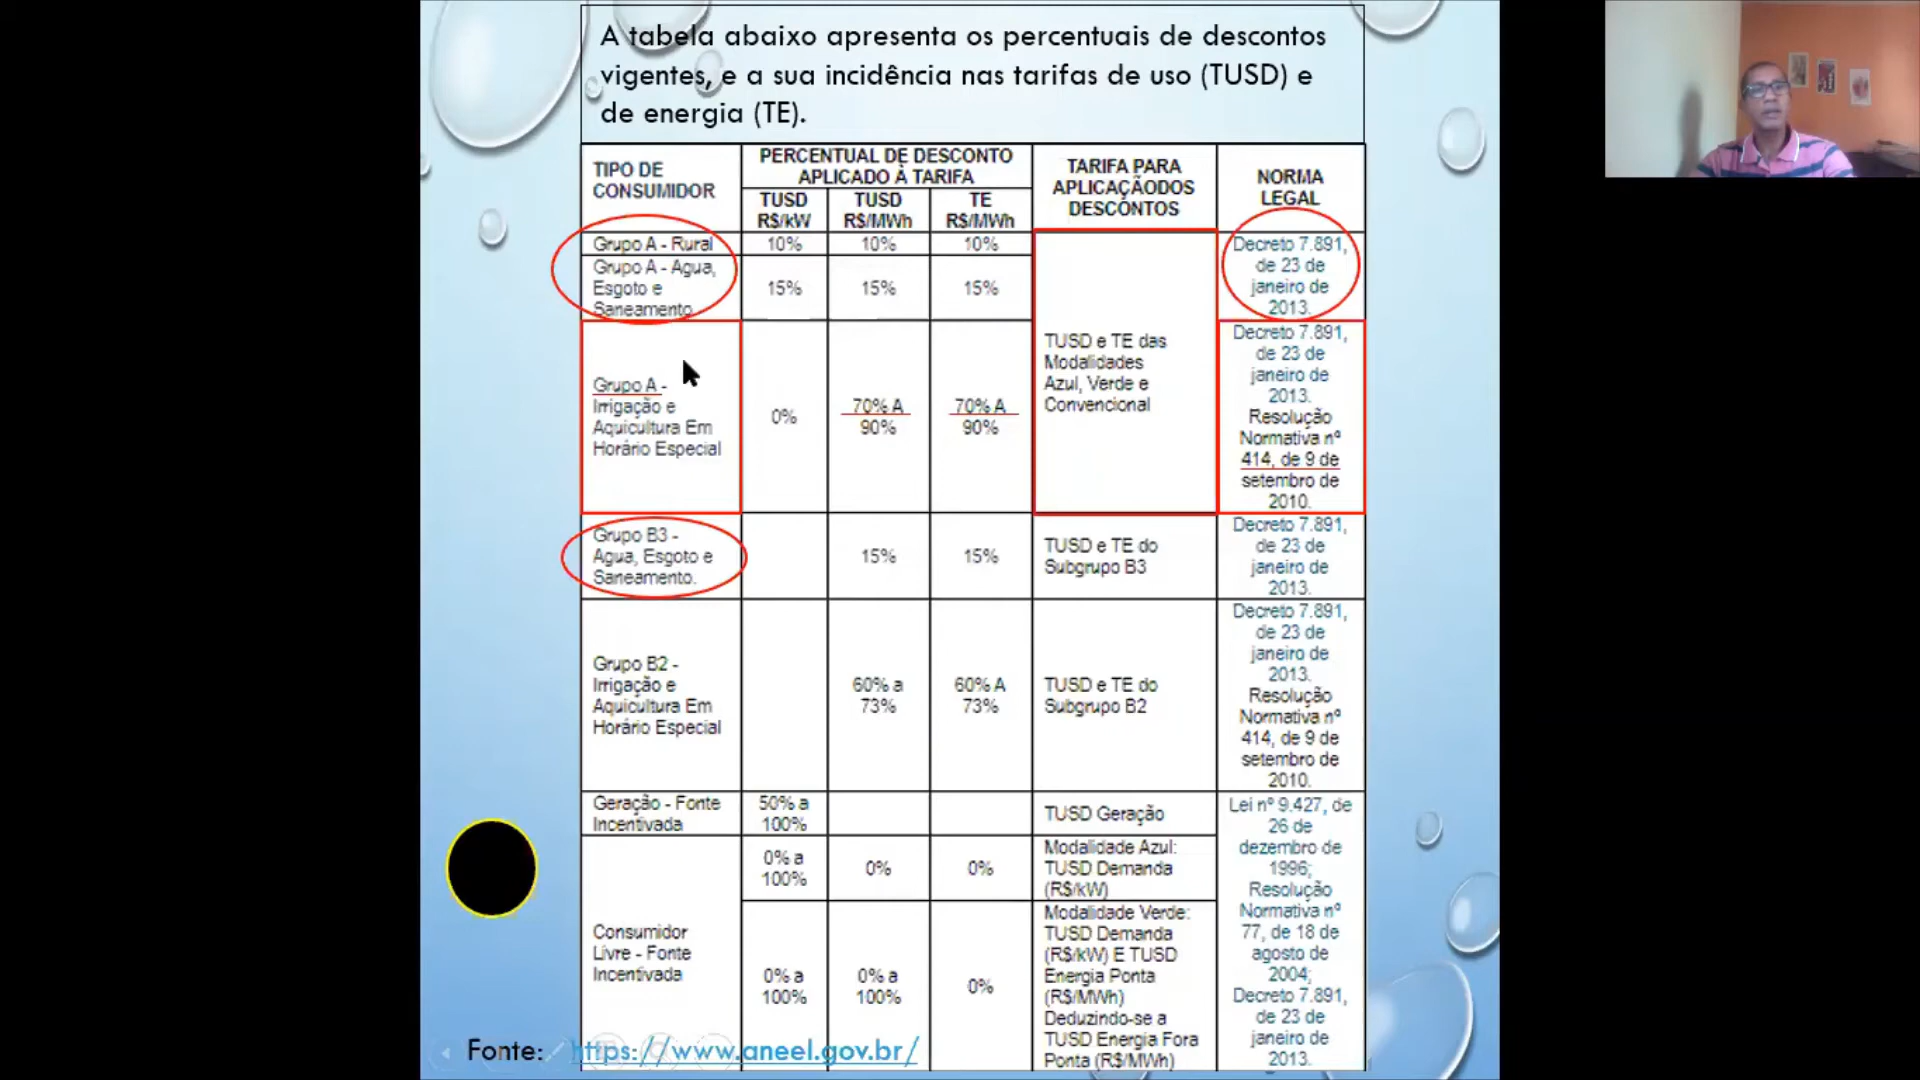 A tabela abaixo apresenta os percentuais de descontos
vigentes, e a sua incidência nas tarifas de uso (TUSD) e
de energia (TE).
TIPO DE
CONSUMIDOR
PERCENTUAL DE DESCONTO
APLICADO À TARIFA
TUSD
R$/kW
TUSD
R$/MWh
TE
R$/MWh
TARIFA PARA
APLICAÇÃODOS
DESCONTOS
NORMA
LEGAL
Grupo A - Rural
10%
10%
10%
Grupo A - Agua,
Esgoto e
Saneamento
15%
15%
15%
Decreto 7.891,
de 23 de
janeiro de
2013.
Grupo A -
Irrigação e
Aquicultura Em
Horário Especial
0%
70% A
90%
70% A
90%
TUSD e TE das
Modalidades
Azul, Verde e
Convencional
Decreto 7.891,
de 23 de
janeiro de
2013.
Resolução
Normativa nº
414, de 9 de
setembro de
2010.
Grupo B3 -
Agua, Esgoto e
Saneamento.
15%
15%
TUSD e TE do
Subgrupo B3
Decreto 7.891,
de 23 de
janeiro de
2013.
Grupo B2 -
Irrigação e
Aquicultura Em
Horário Especial
60% a
73%
60% A
73%
TUSD e TE do
Subgrupo B2
Decreto 7.891,
de 23 de
janeiro de
2013.
Resolução
Normativa nº
414, de 9 de
setembro de
2010.
Geração - Fonte
Incentivada
50% a
100%
TUSD Geração
Consumidor
Livre - Fonte
Incentivada
0% a
100%
0%
0%
Modalidade Azul:
TUSD Demanda
(R$/kW)
0% a
100%
0% a
100%
0%
Modalidade Verde:
TUSD Demanda
(R$/kW) E TUSD
Energia Ponta
(R$/MWh)
Deduzindo-se a
TUSD Energia Fora
Ponta (R$/MWh)
Lei nº 9.427, de
26 de
dezembro de
1996;
Resolução
Normativa nº
77, de 18 de
agosto de
2004;
Decreto 7.891,
de 23 de
janeiro de
2013.
Fonte: https://www.aneel.gov.br/